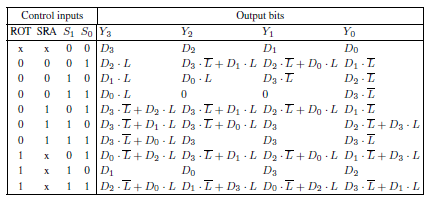 Control inputs Output bits
ROT SRA S₁ S₀ Y₃ Y₂ Y₁ Y₀
x x 0 0 D₃ D₂ D₁ D₀
0 0 0 1 D₂ · L D₃ · L̅ + D₁ · L D₂ · L̅ + D₀ · L D₁ · L̅
0 0 1 0 D₁ · L D₀ · L D₃ · L̅ D₂ · L̅
0 0 1 1 D₀ · L 0 0 D₃ · L̅
0 1 0 1 D₃ · L̅ + D₂ · L D₃ · L̅ + D₁ · L D₂ · L̅ + D₀ · L D₁ · L̅
0 1 1 0 D₃ · L̅ + D₁ · L D₃ · L̅ + D₀ · L D₃ D₂ · L̅ + D₃ · L
0 1 1 1 D₃ · L̅ + D₀ · L D₃ D₃ D₃ · L̅
1 x 0 1 D₀ · L̅ + D₂ · L D₃ · L̅ + D₁ · L D₂ · L̅ + D₀ · L D₁ · L̅ + D₃ · L
1 x 1 0 D₁ D₀ D₃ D₂
1 x 1 1 D₂ · L̅ + D₀ · L D₁ · L̅ + D₃ · L D₀ · L̅ + D₂ · L D₃ · L̅ + D₁ · L